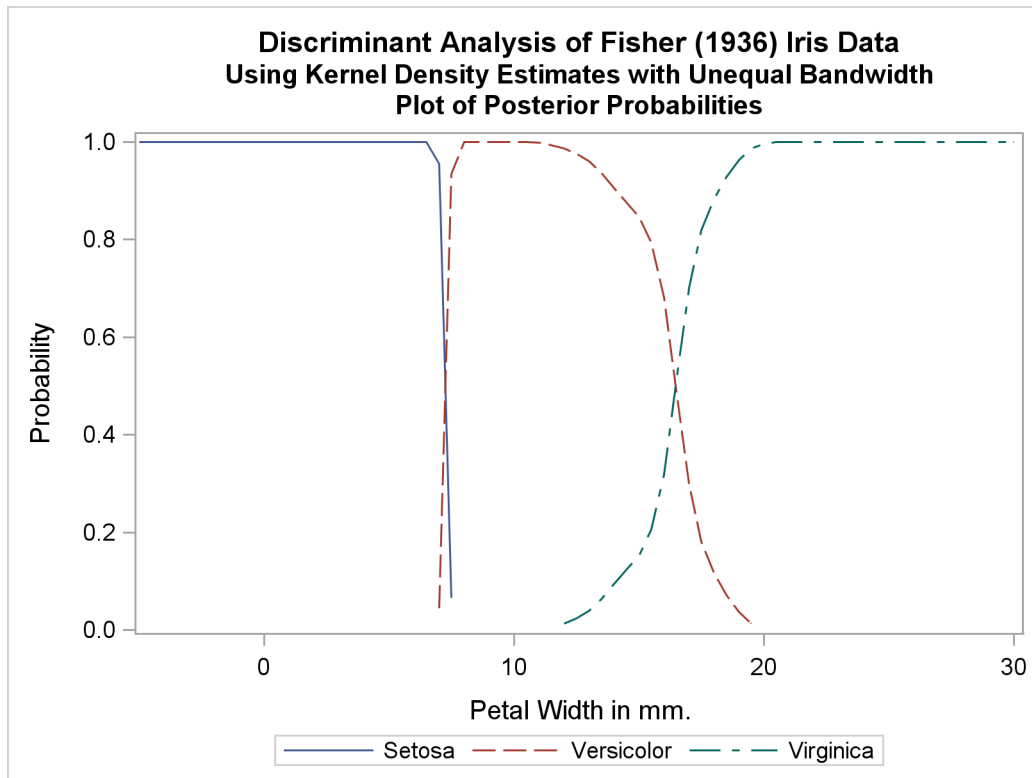 Discriminant Analysis of Fisher (1936) Iris Data
Using Kernel Density Estimates with Unequal Bandwidth
Plot of Posterior Probabilities
1.0
0.8
0.6
0.4
0.2
0.0
Probability
0 10 20 30
Petal Width in mm.
Setosa Versicolor Virginica